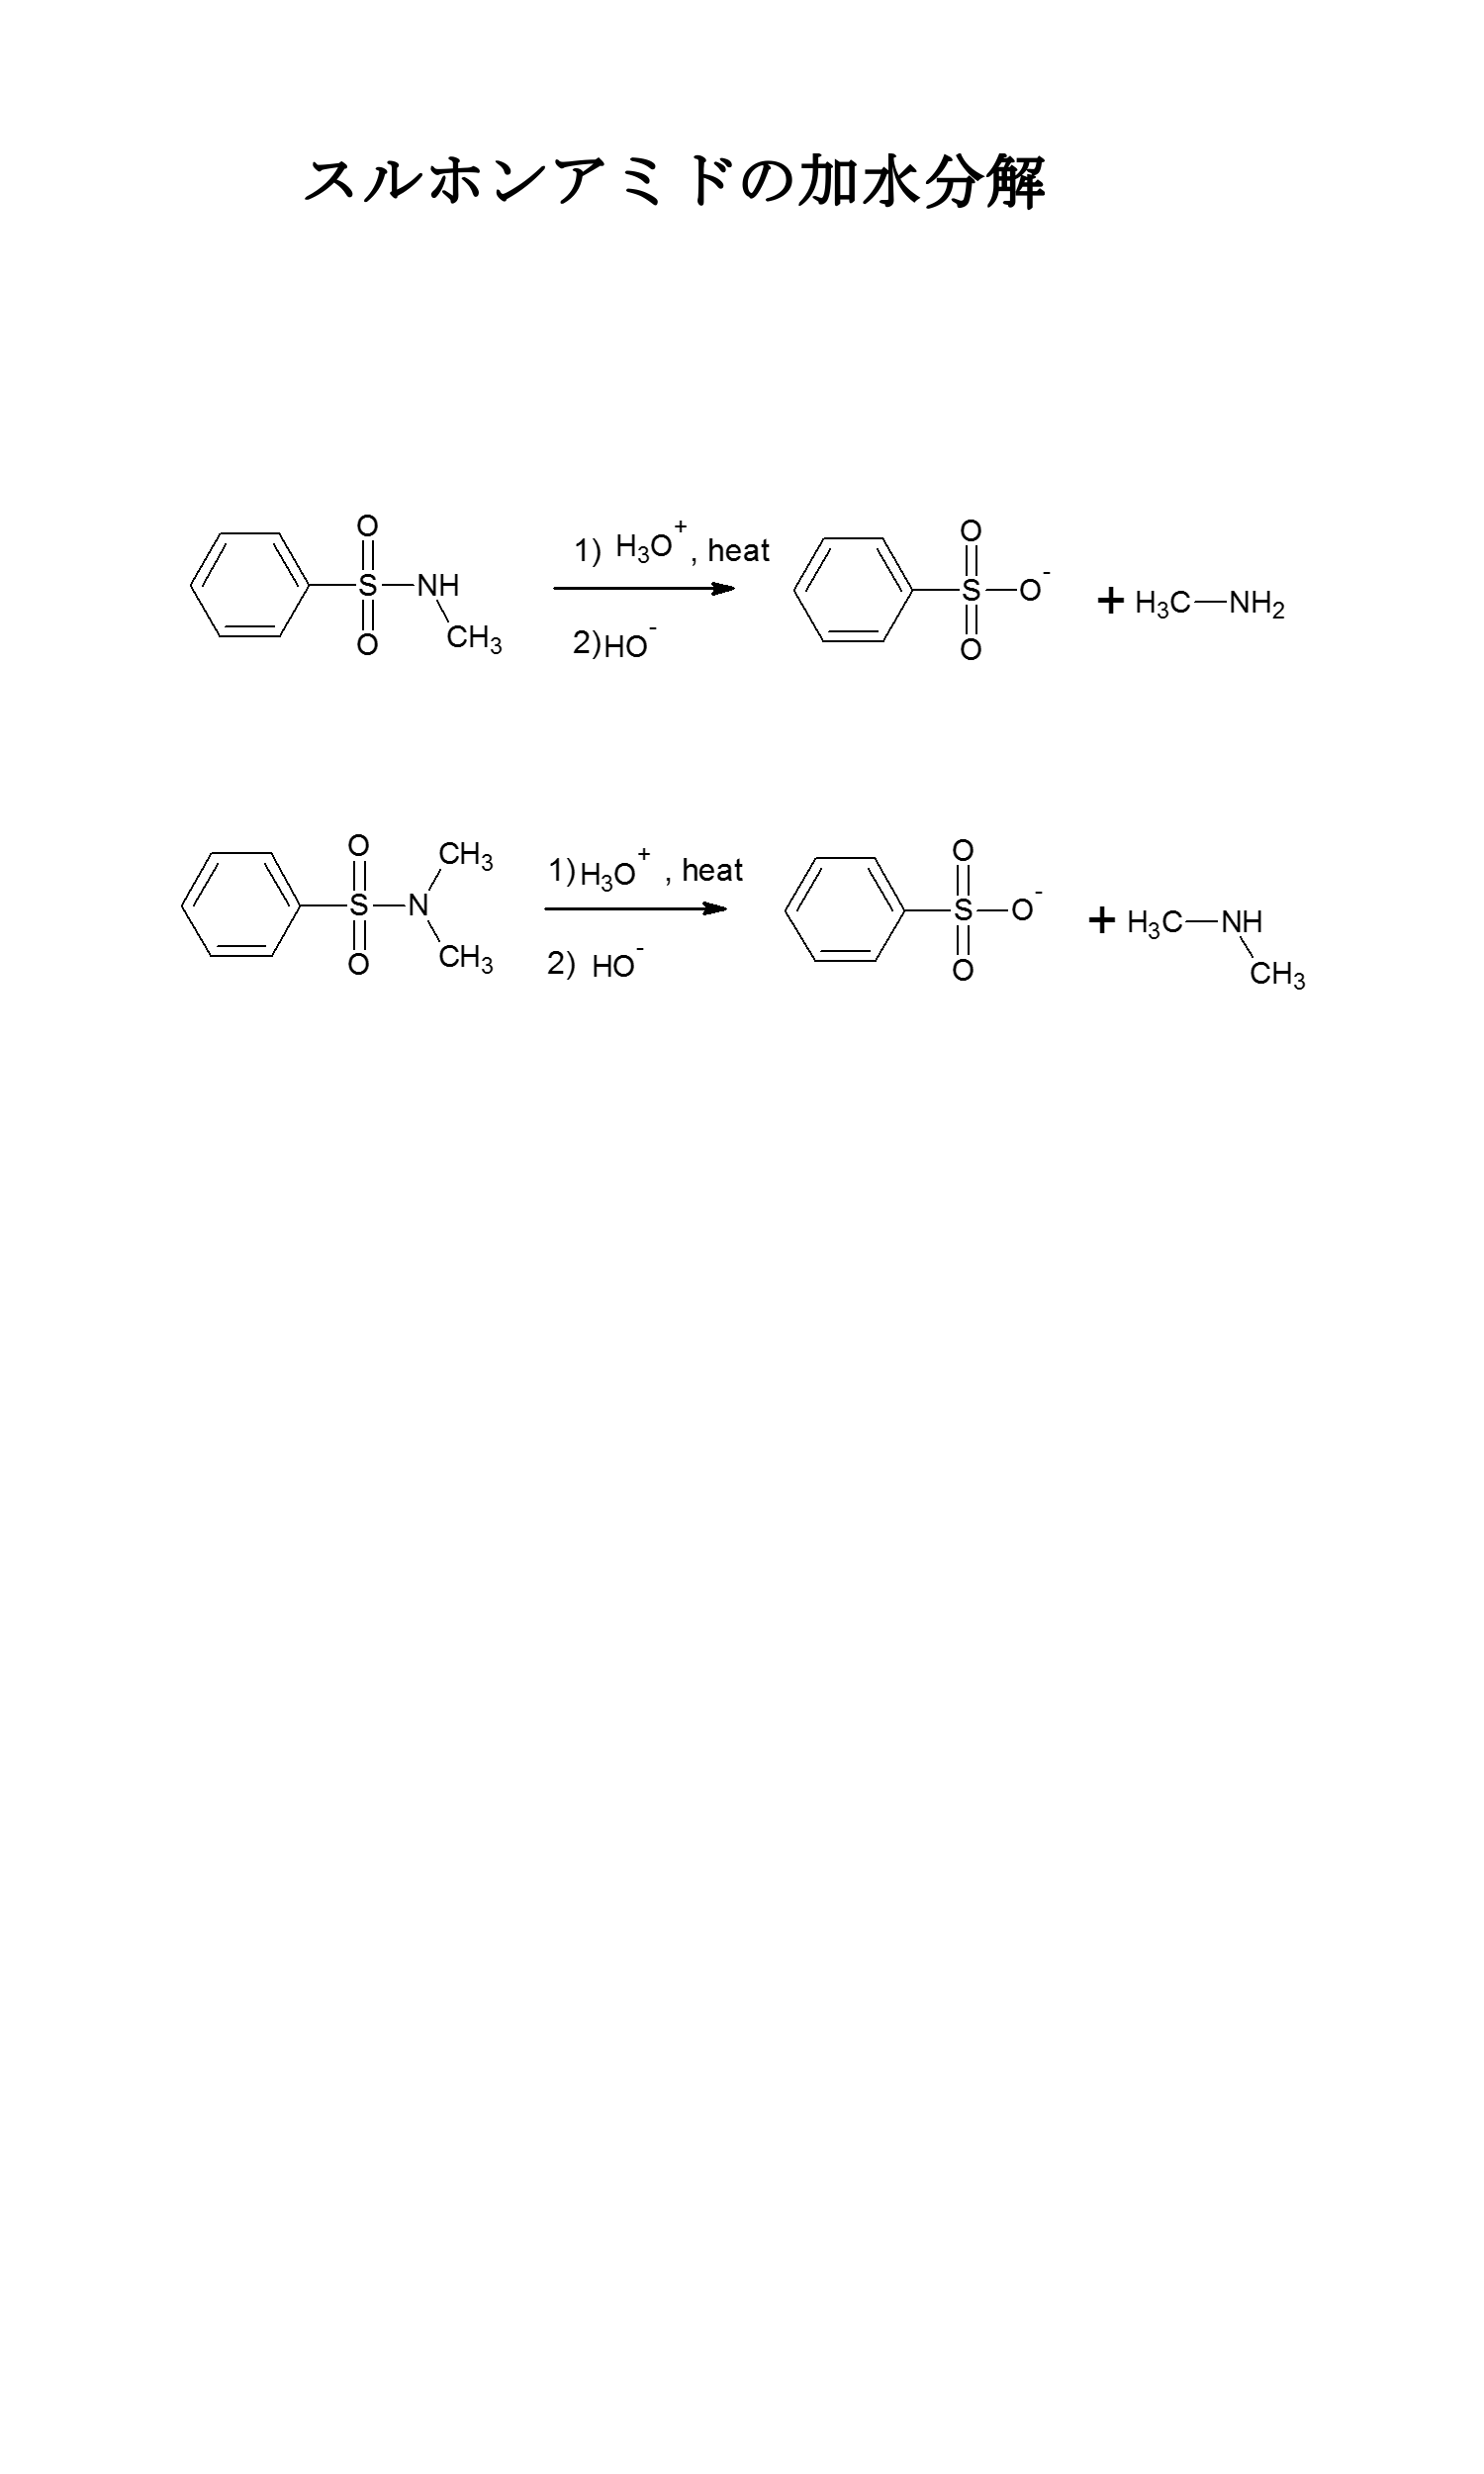 スルホンアミドの加水分解
O
S
NH
O
CH3
1) H3O+, heat
2)HO-
O
S
O-
O
+ H3C NH2
O
CH3
S
N
O
CH3
1)H3O+ , heat
2) HO-
O
S
O-
O
+ H3C NH
CH3